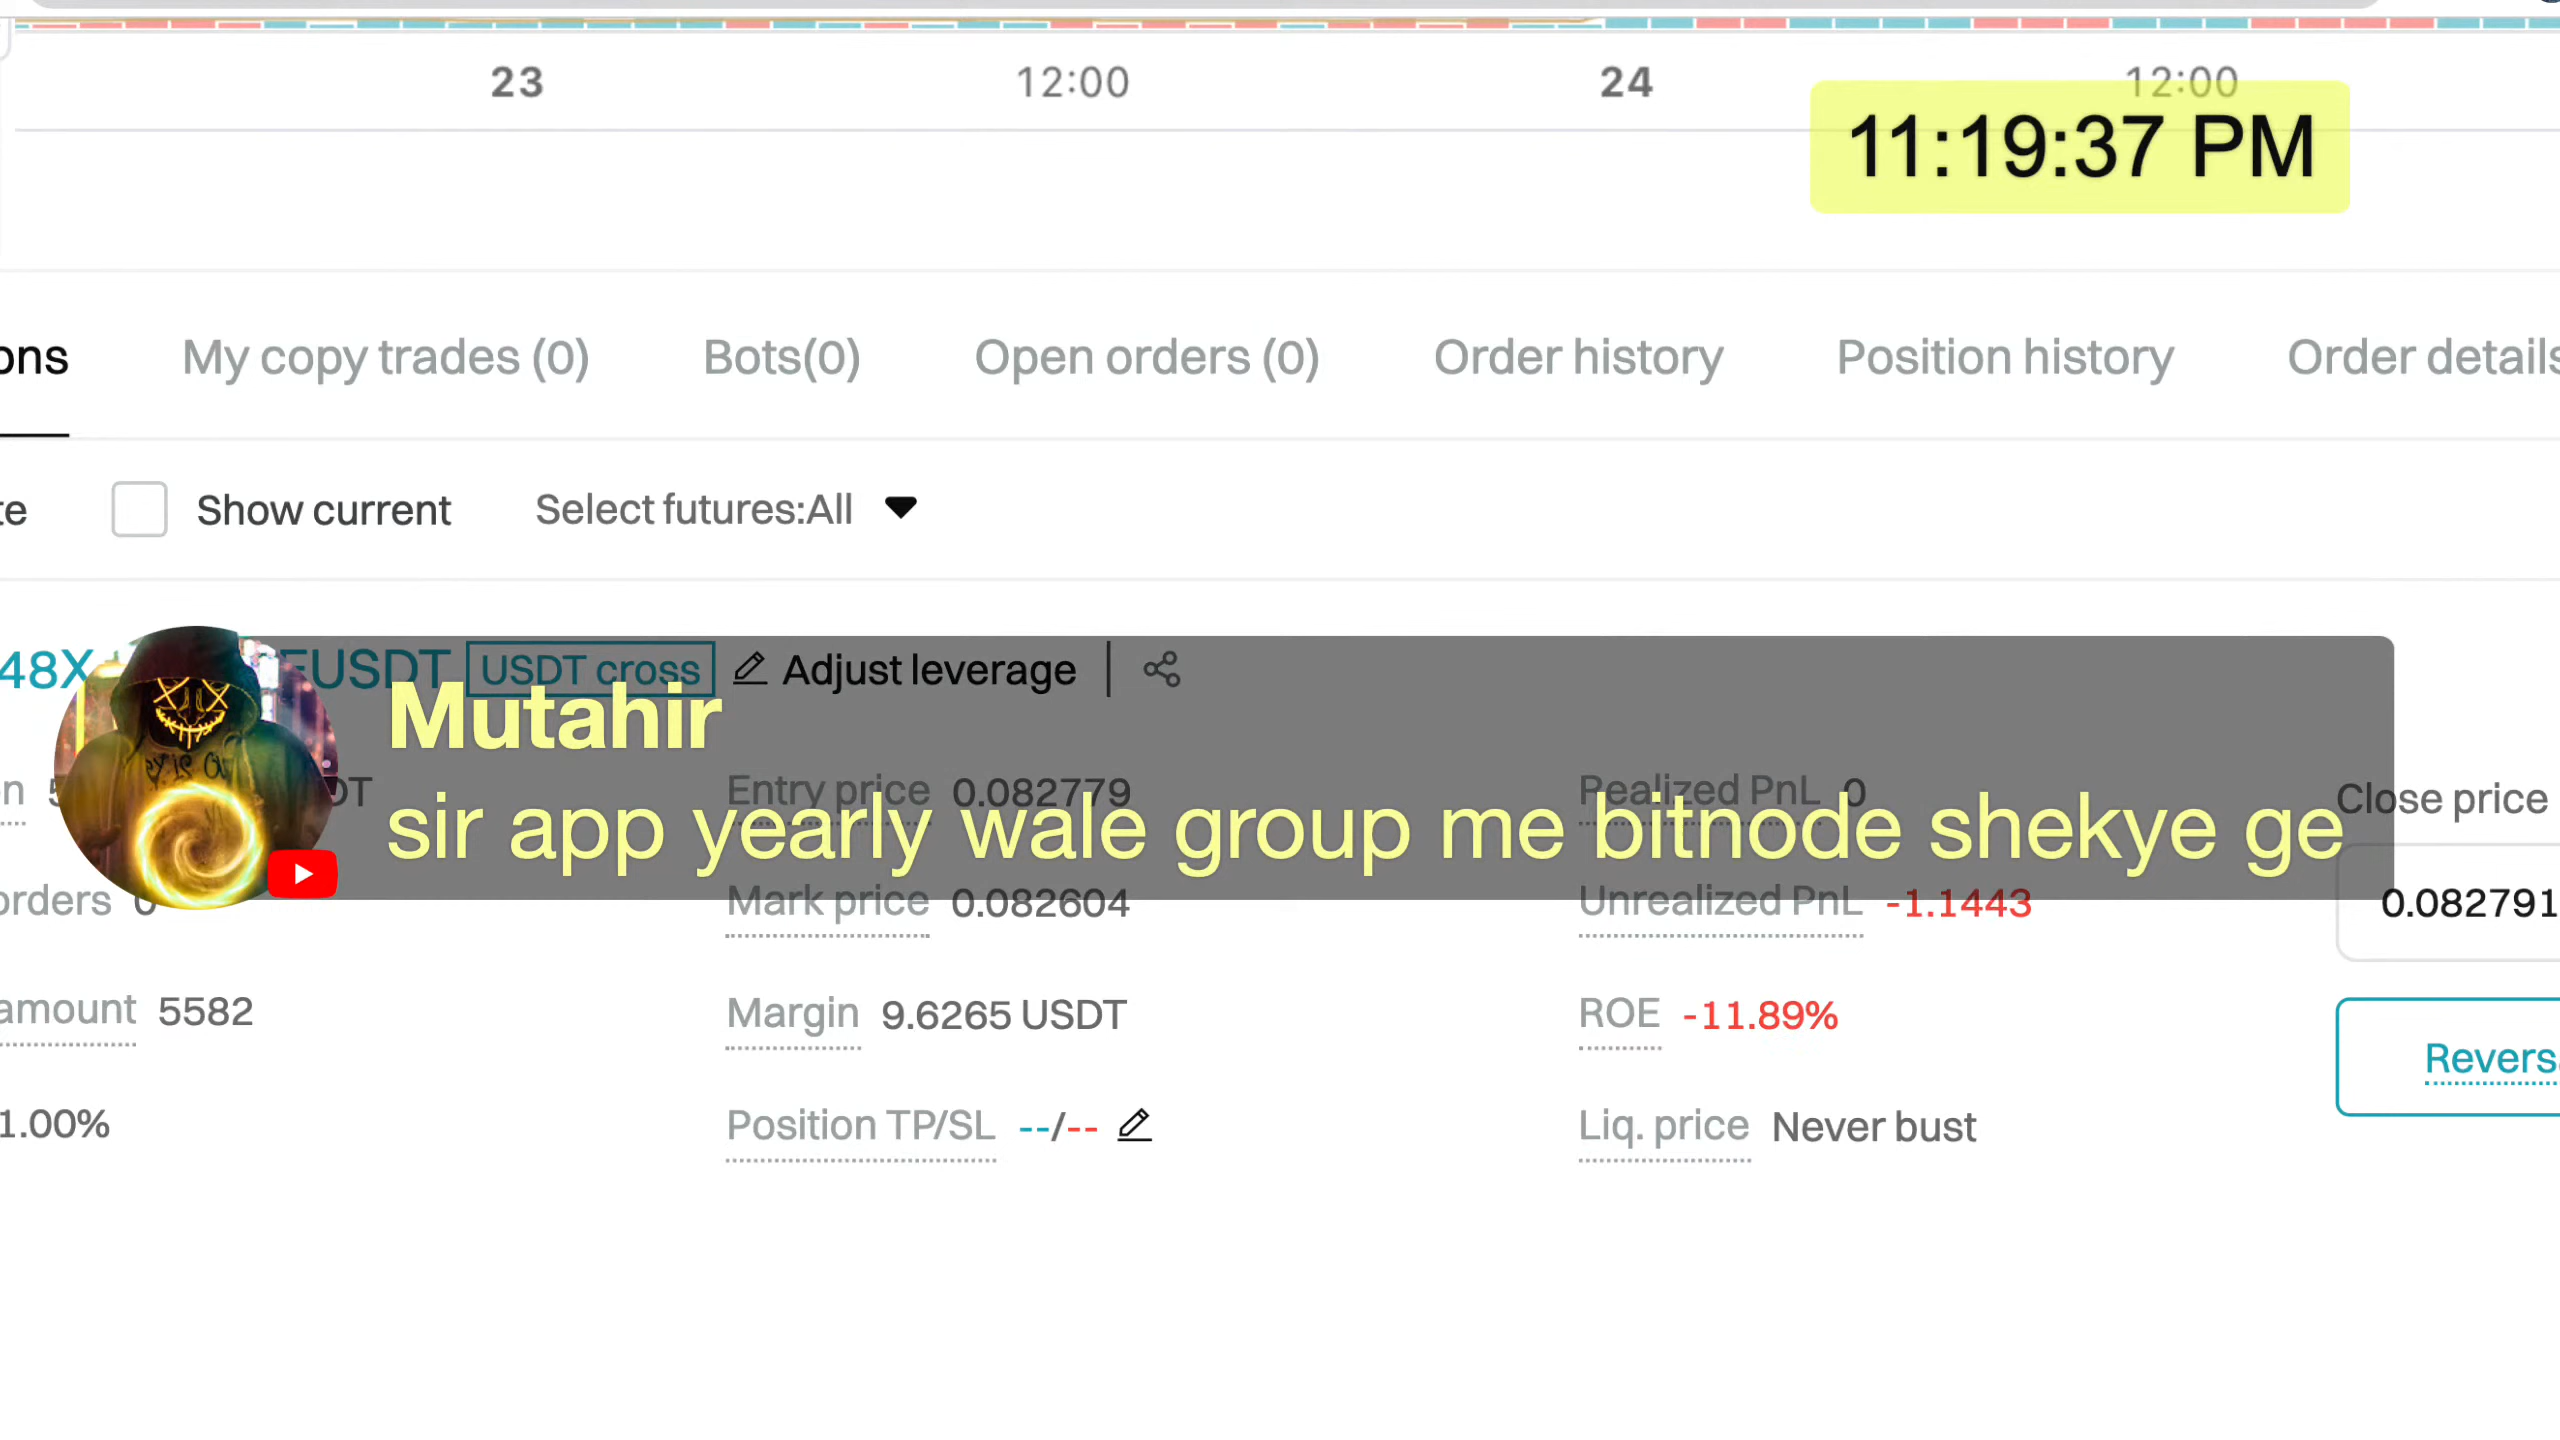 23 12:00 24 12:00
11:19:37 PM
ons My copy trades (0) Bots(0) Open orders (0) Order history Position history Order details
te Show current Select futures:All
48X USDT USDT cross Adjust leverage
Mutahir
Entry price 0.082779 Realized PnL 0 Close price
sir app yearly wale group me bitnode shekye ge
orders 0 Mark price 0.082604 Unrealized PnL -1.1443 0.082791
amount 5582 Margin 9.6265 USDT ROE -11.89%
Revers
1.00% Position TP/SL --/-- Liq. price Never bust